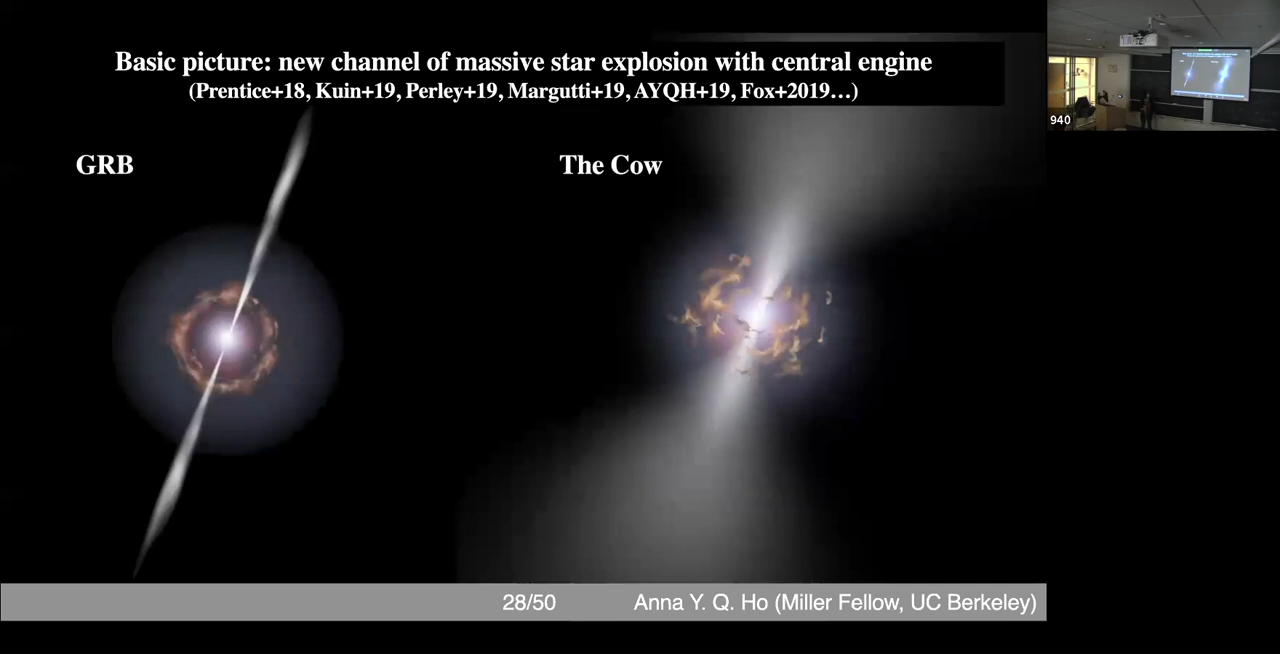 Basic picture: new channel of massive star explosion with central engine
(Prentice+18, Kuin+19, Perley+19, Margutti+19, AYQH+19, Fox+2019…)
GRB
The Cow
28/50
Anna Y. Q. Ho (Miller Fellow, UC Berkeley)
940